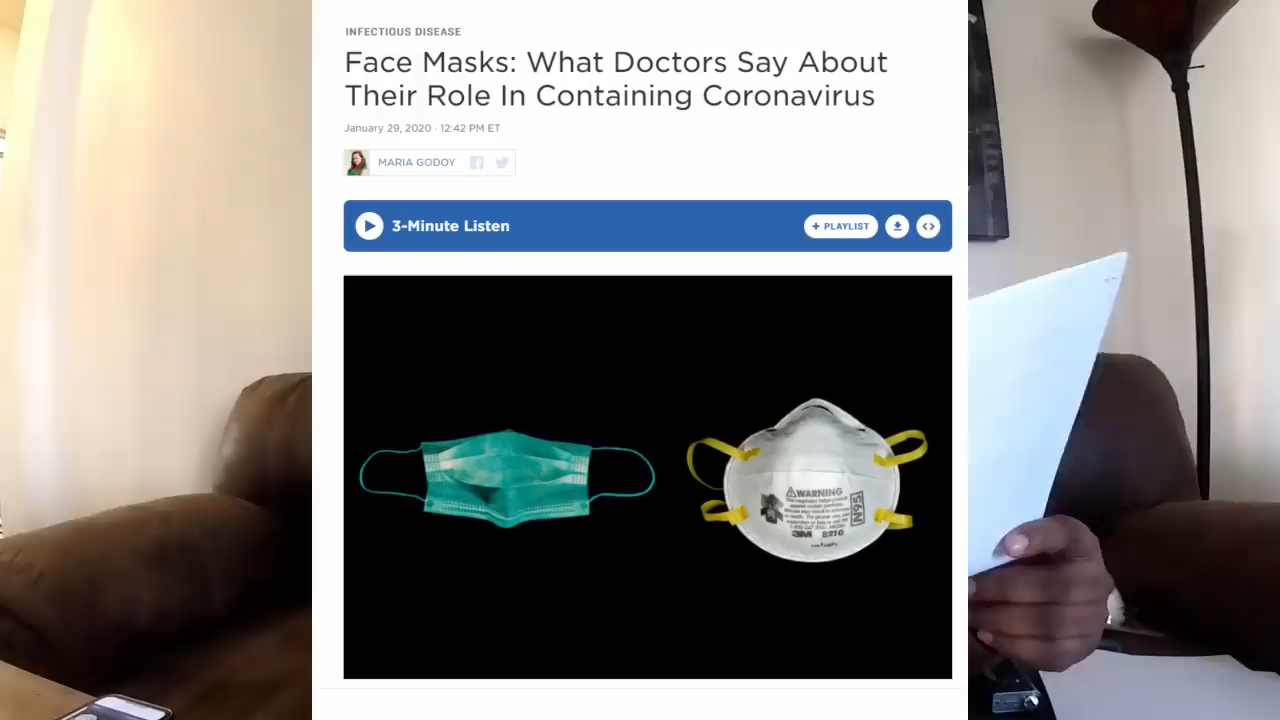 INFECTIOUS DISEASE
Face Masks: What Doctors Say About
Their Role In Containing Coronavirus
January 29, 2020 · 12:42 PM ET
MARIA GODOY
3-Minute Listen
+ PLAYLIST
WARNING
N95
3M 8210